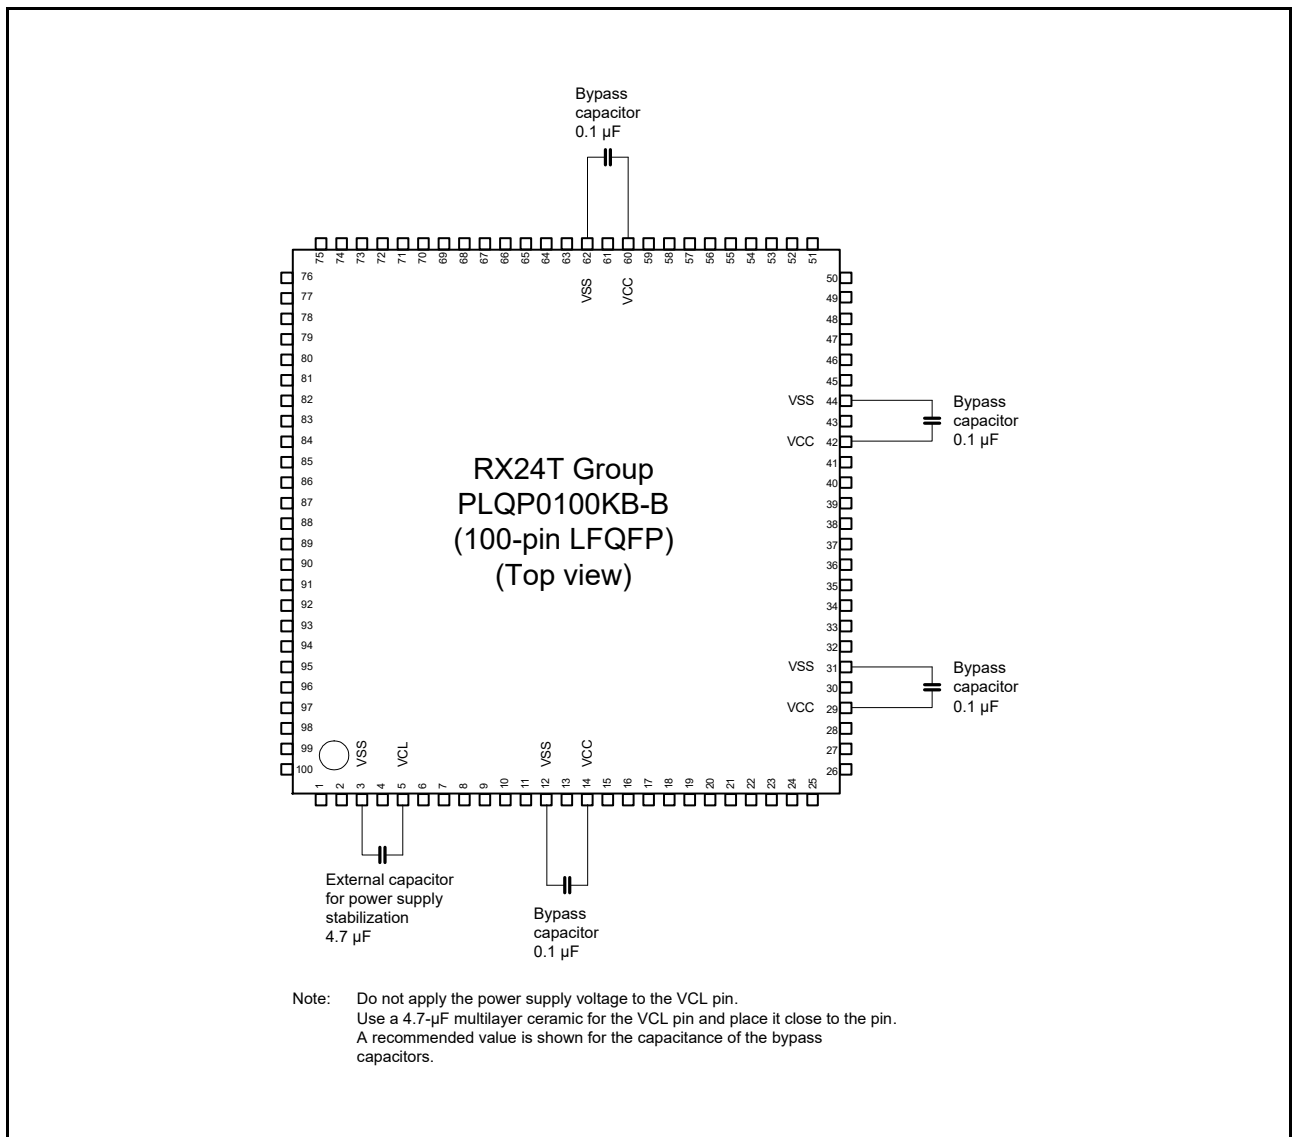 Bypass
capacitor
0.1 µF
75 74 73 72 71 70 69 68 67 66 65 64 63 62 61 60 59 58 57 56 55 54 53 52 51
VSS VCC
76
77
78
79
80
81
82
83
84
85
86
87
88
89
90
91
92
93
94
95
96
97
98
99
100
50
49
48
47
46
45
VSS 44
43
VCC 42
41
40
39
38
37
36
35
34
33
32
VSS 31
30
VCC 29
28
27
26
Bypass
capacitor
0.1 µF
RX24T Group
PLQP0100KB-B
(100-pin LFQFP)
(Top view)
Bypass
capacitor
0.1 µF
VSS VCL VSS VCC
1 2 3 4 5 6 7 8 9 10 11 12 13 14 15 16 17 18 19 20 21 22 23 24 25
External capacitor
for power supply
stabilization
4.7 µF
Bypass
capacitor
0.1 µF
Note: Do not apply the power supply voltage to the VCL pin.
Use a 4.7-µF multilayer ceramic for the VCL pin and place it close to the pin.
A recommended value is shown for the capacitance of the bypass
capacitors.